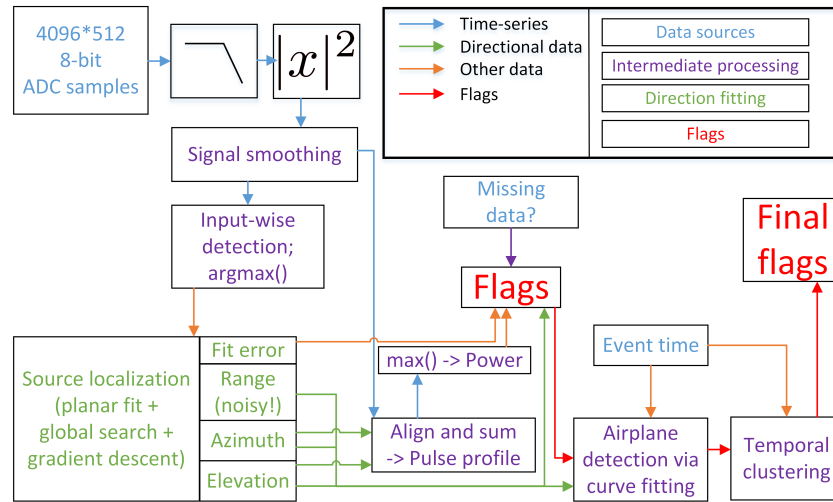 4096*512
8-bit
ADC samples
|x|²
Time-series
Directional data
Other data
Flags
Data sources
Intermediate processing
Direction fitting
Flags
Signal smoothing
Missing
data?
Final
flags
Input-wise
detection;
argmax()
Flags
Source localization
(planar fit +
global search +
gradient descent)
Fit error
Range
(noisy!)
Azimuth
Elevation
max() -> Power
Event time
Align and sum
-> Pulse profile
Airplane
detection via
curve fitting
Temporal
clustering